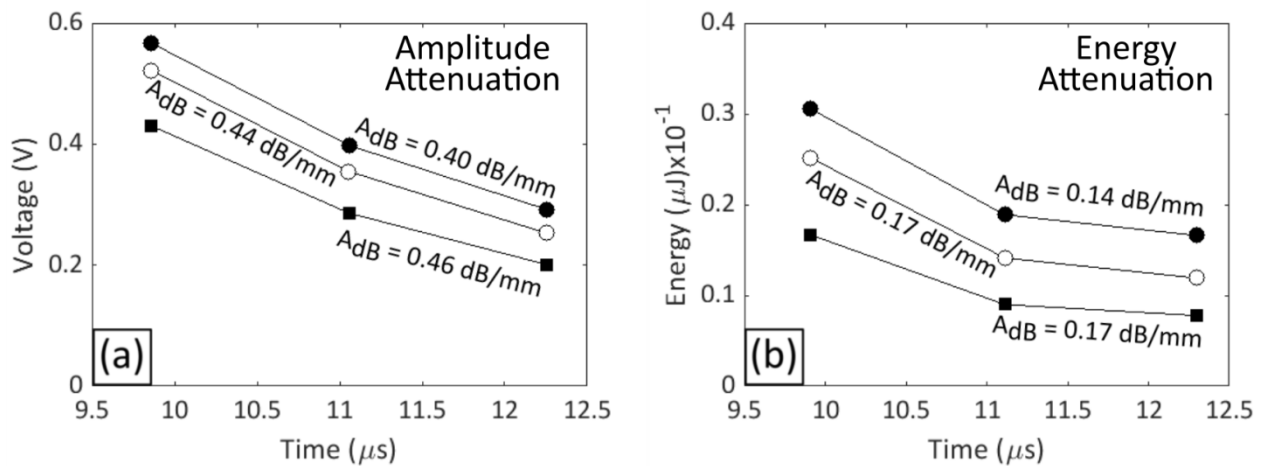 0.6
0.4
0.2
0
Voltage (V)
Amplitude
Attenuation
AdB = 0.40 dB/mm
AdB = 0.44 dB/mm
AdB = 0.46 dB/mm
(a)
9.5 10 10.5 11 11.5 12 12.5
Time (μs)
0.4
0.3
0.2
0.1
0
Energy (μJ)x10⁻¹
Energy
Attenuation
AdB = 0.14 dB/mm
AdB = 0.17 dB/mm
AdB = 0.17 dB/mm
(b)
9.5 10 10.5 11 11.5 12 12.5
Time (μs)